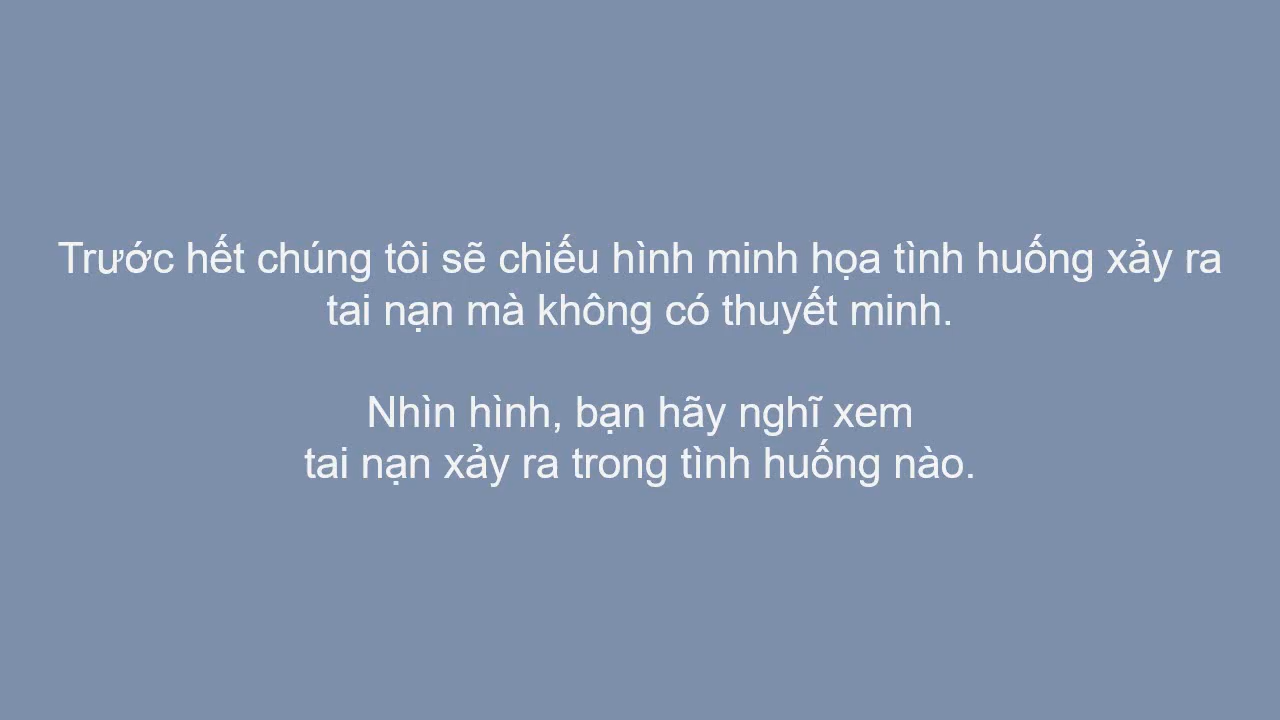 Trước hết chúng tôi sẽ chiếu hình minh họa tình huống xảy ra
tai nạn mà không có thuyết minh.
Nhìn hình, bạn hãy nghĩ xem
tai nạn xảy ra trong tình huống nào.